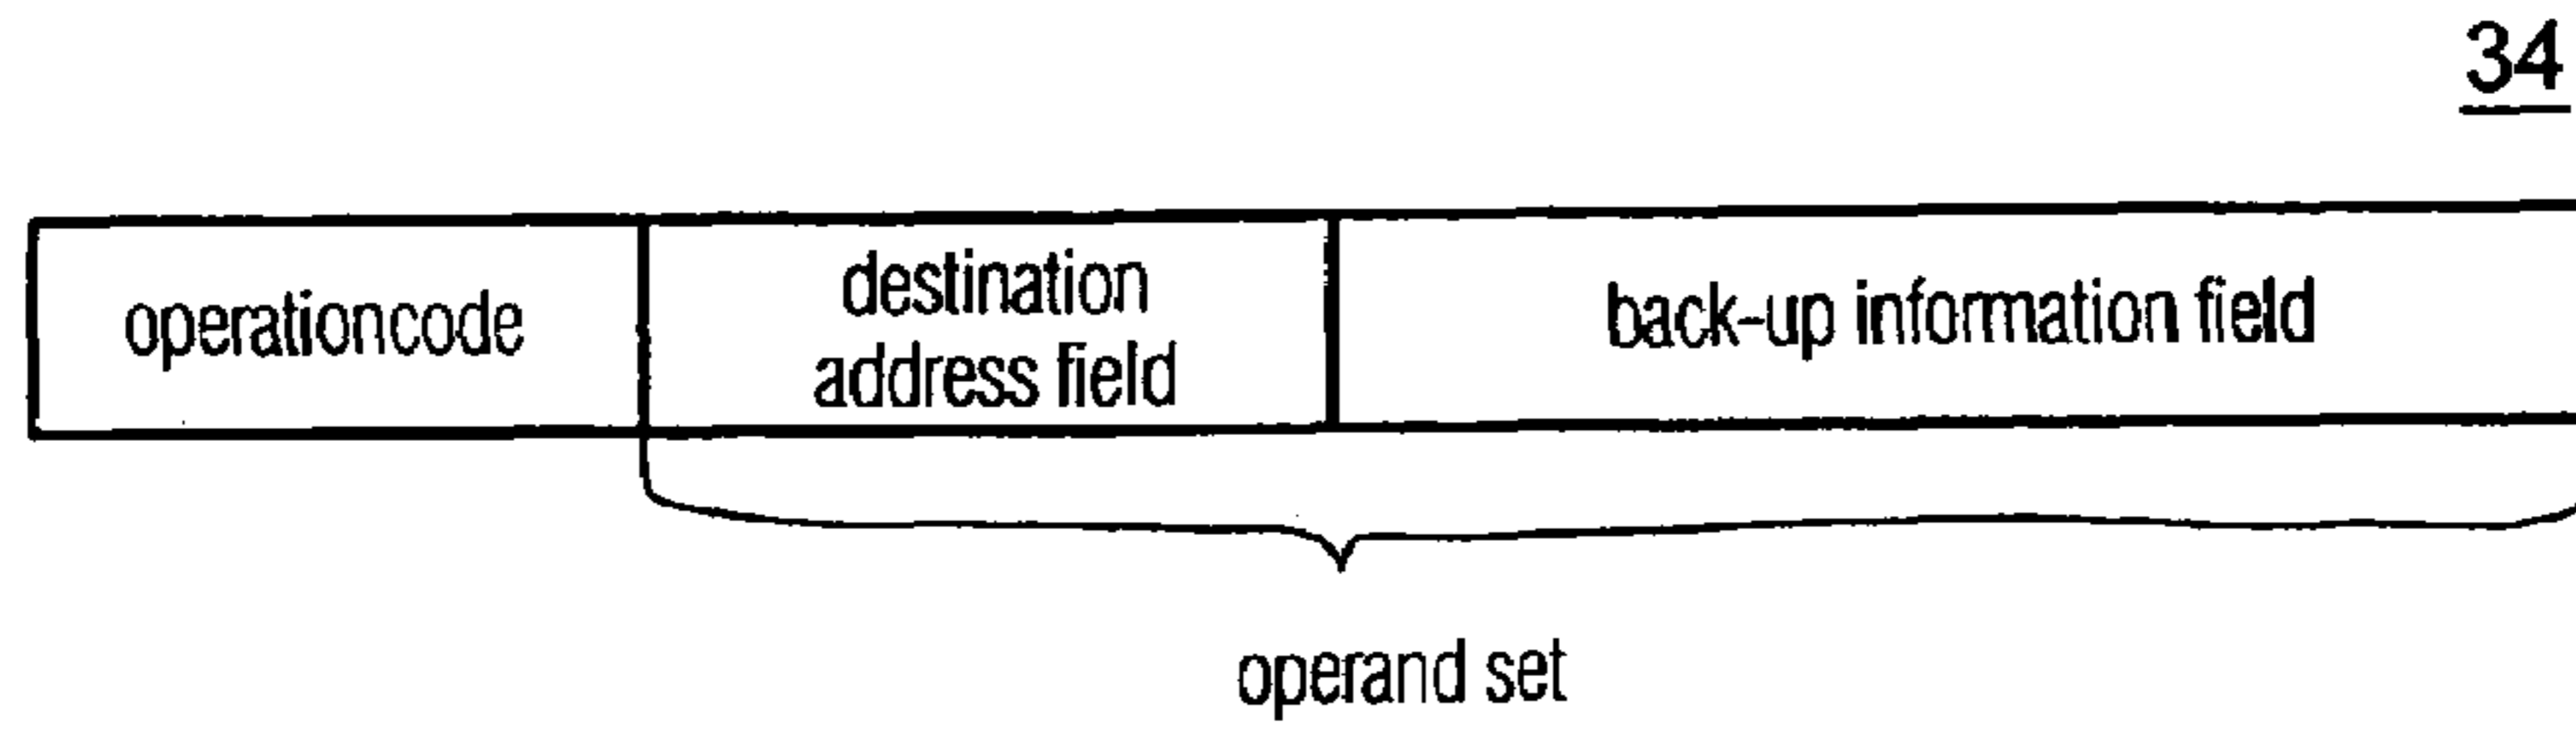 34
operationcode
destination
address field
back-up information field
operand set